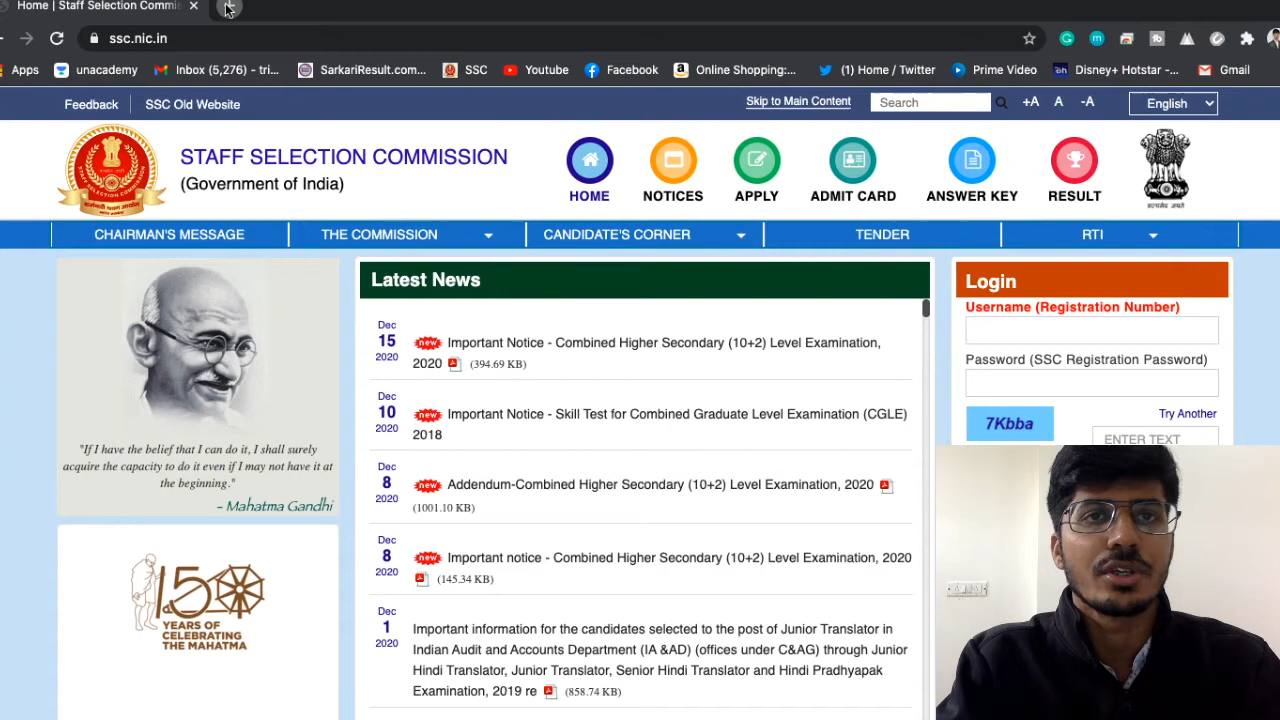 Home | Staff Selection Commis
ssc.nic.in
Apps
unacademy
Inbox (5,276) - tri...
SarkariResult.com...
SSC
Youtube
Facebook
Online Shopping:...
(1) Home / Twitter
Prime Video
Disney+ Hotstar -...
Gmail
Feedback
SSC Old Website
Skip to Main Content
Search
+A A -A
English
STAFF SELECTION COMMISSION
(Government of India)
HOME
NOTICES
APPLY
ADMIT CARD
ANSWER KEY
RESULT
CHAIRMAN'S MESSAGE
THE COMMISSION
CANDIDATE'S CORNER
TENDER
RTI
"If I have the belief that I can do it, I shall surely
acquire the capacity to do it even if I may not have it at
the beginning."
- Mahatma Gandhi
150
YEARS OF
CELEBRATING
THE MAHATMA
Latest News
Dec
15
2020
new Important Notice - Combined Higher Secondary (10+2) Level Examination,
2020 (394.69 KB)
Dec
10
2020
new Important Notice - Skill Test for Combined Graduate Level Examination (CGLE)
2018
Dec
8
2020
new Addendum-Combined Higher Secondary (10+2) Level Examination, 2020
(1001.10 KB)
Dec
8
2020
new Important notice - Combined Higher Secondary (10+2) Level Examination, 2020
(145.34 KB)
Dec
1
2020
Important information for the candidates selected to the post of Junior Translator in
Indian Audit and Accounts Department (IA &AD) (offices under C&AG) through Junior
Hindi Translator, Junior Translator, Senior Hindi Translator and Hindi Pradhyapak
Examination, 2019 re (858.74 KB)
Login
Username (Registration Number)
Password (SSC Registration Password)
7Kbba
Try Another
ENTER TEXT